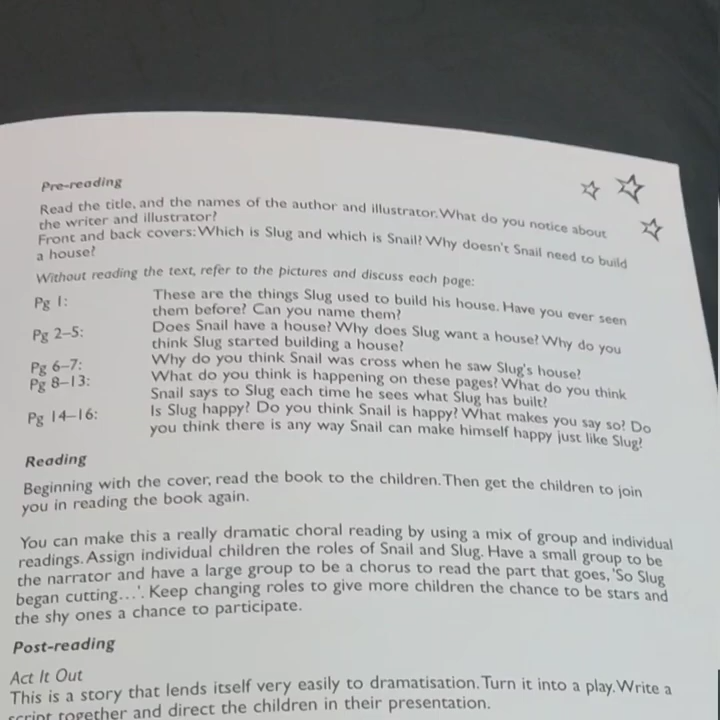 Pre-reading
Read the title, and the names of the author and illustrator. What do you notice about
the writer and illustrator?
Front and back covers: Which is Slug and which is Snail? Why doesn't Snail need to build
a house?
Without reading the text, refer to the pictures and discuss each page:
Pg 1: These are the things Slug used to build his house. Have you ever seen
them before? Can you name them?
Pg 2–5: Does Snail have a house? Why does Slug want a house? Why do you
think Slug started building a house?
Pg 6–7: Why do you think Snail was cross when he saw Slug's house?
Pg 8–13: What do you think is happening on these pages? What do you think
Snail says to Slug each time he sees what Slug has built?
Pg 14–16: Is Slug happy? Do you think Snail is happy? What makes you say so? Do
you think there is any way Snail can make himself happy just like Slug?
Reading
Beginning with the cover, read the book to the children. Then get the children to join
you in reading the book again.
You can make this a really dramatic choral reading by using a mix of group and individual
readings. Assign individual children the roles of Snail and Slug. Have a small group to be
the narrator and have a large group to be a chorus to read the part that goes, 'So Slug
began cutting…'. Keep changing roles to give more children the chance to be stars and
the shy ones a chance to participate.
Post-reading
Act It Out
This is a story that lends itself very easily to dramatisation. Turn it into a play. Write a
script together and direct the children in their presentation.